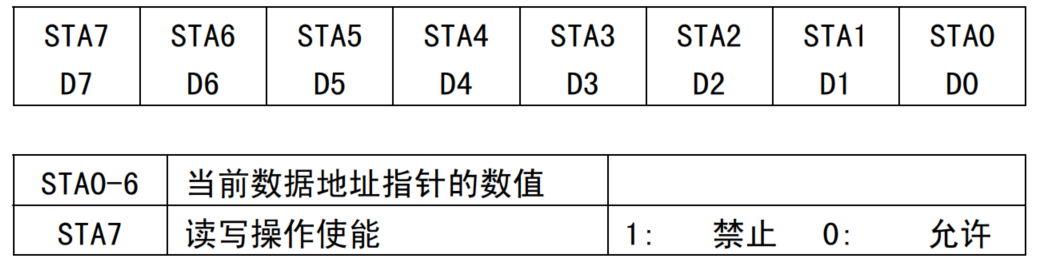 STA7 STA6 STA5 STA4 STA3 STA2 STA1 STA0
D7 D6 D5 D4 D3 D2 D1 D0
STA0-6 当前数据地址指针的数值
STA7 读写操作使能 1: 禁止 0: 允许